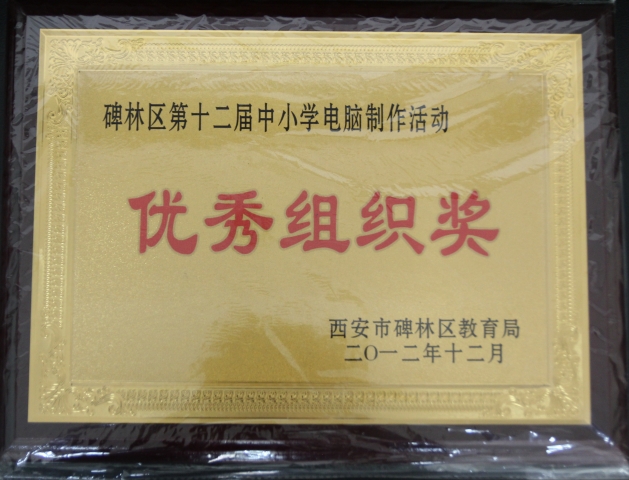 碑林区第十二届中小学电脑制作活动
优秀组织奖
西安市碑林区教育局
二〇一二年十二月